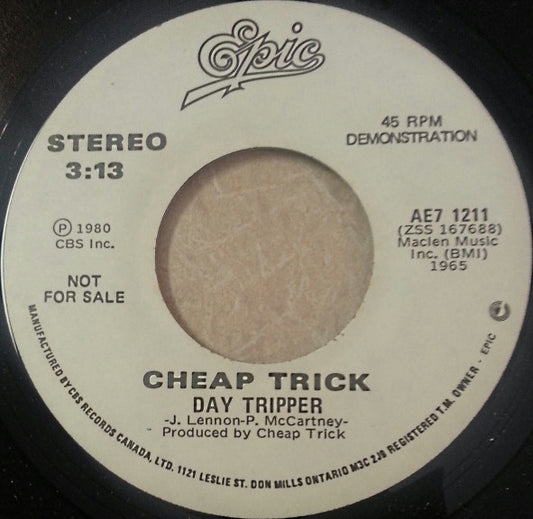 Epic
STEREO
3:13
45 RPM
DEMONSTRATION
℗ 1980
CBS Inc.
AE7 1211
(ZSS 167688)
Maclen Music
Inc. (BMI)
1965
NOT
FOR SALE
CHEAP TRICK
DAY TRIPPER
-J. Lennon-P. McCartney-
Produced by Cheap Trick
MANUFACTURED BY CBS RECORDS CANADA, LTD. 1121 LESLIE ST. DON MILLS ONTARIO M3C 2J9 REGISTERED T.M. OWNER - EPIC